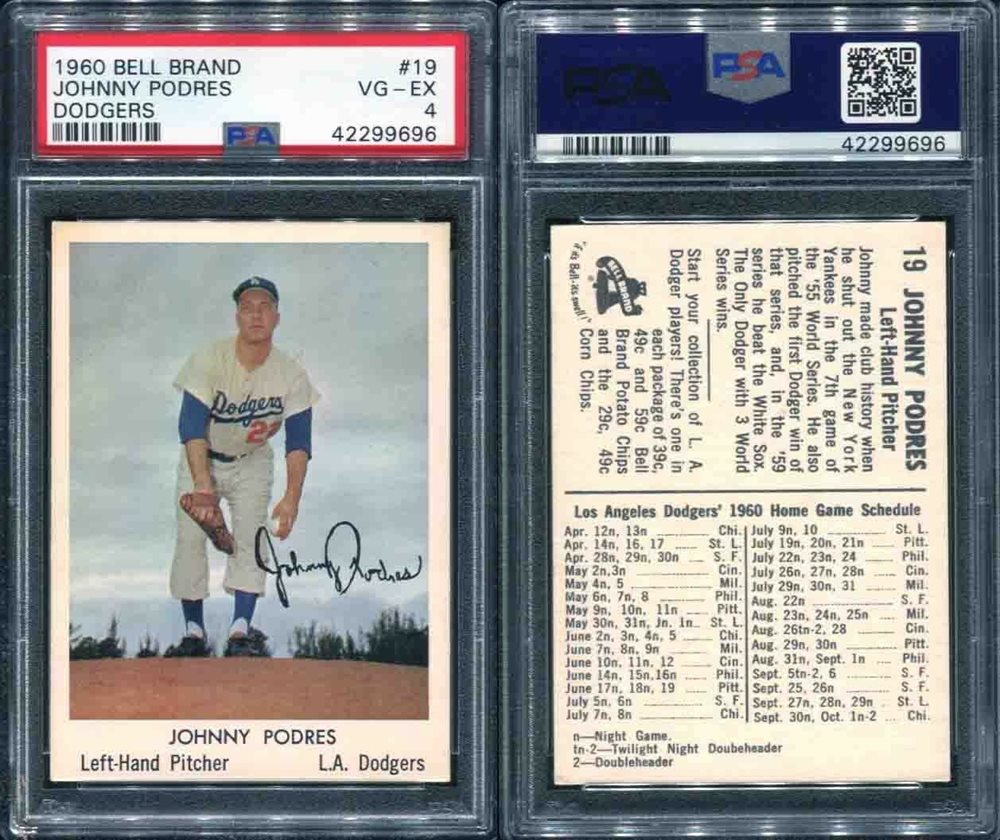 1960 BELL BRAND #19
JOHNNY PODRES VG-EX
DODGERS 4
PSA 42299696
Dodgers
22
Johnny Podres
JOHNNY PODRES
Left-Hand Pitcher L.A. Dodgers
PSA PSA
42299696
19 JOHNNY PODRES
Left-Hand Pitcher
Johnny made club history when
he shut out the New York
Yankees in the 7th game of
the '55 World Series. He also
pitched the first Dodger win of
that series, and, in the '59
series he beat the White Sox.
The Only Dodger with 3 World
Series wins.
Start your collection of L. A.
Dodger players! There's one in
each package of 39c,
49c and 59c Bell
Brand Potato Chips
and the 29c, 49c
Corn Chips.
BELL BRAND
"if its Bell-its swell!"
Los Angeles Dodgers' 1960 Home Game Schedule
Apr. 12n, 13n Chi.
Apr. 14n, 16, 17 St. L.
Apr. 28n, 29n, 30n S. F.
May 2n,3n Cin.
May 4n, 5 Mil.
May 6n, 7n, 8 Phil.
May 9n, 10n, 11n Pitt.
May 30n, 31n, Jn. 1n St. L.
June 2n, 3n, 4n, 5 Chi.
June 7n, 8n, 9n Mil.
June 10n, 11n, 12 Cin.
June 14n, 15n,16n Phil.
June 17n, 18n, 19 Pitt.
July 5n, 6n S. F.
July 7n, 8n Chi.
July 9n, 10 St. L.
July 19n, 20n, 21n Pitt.
July 22n, 23n, 24 Phil.
July 26n, 27n, 28n Cin.
July 29n, 30n, 31 Mil.
Aug. 22n S. F.
Aug. 23n, 24n, 25n Mil.
Aug. 26tn-2, 28 Cin.
Aug. 29n, 30n Pitt.
Aug. 31n, Sept. 1n Phil.
Sept. 5tn-2, 6 S. F.
Sept. 25, 26n S. F.
Sept. 27n, 28n, 29n St. L.
Sept. 30n, Oct. 1n-2 Chi.
n—Night Game.
tn-2—Twilight Night Doubeheader
2—Doubleheader